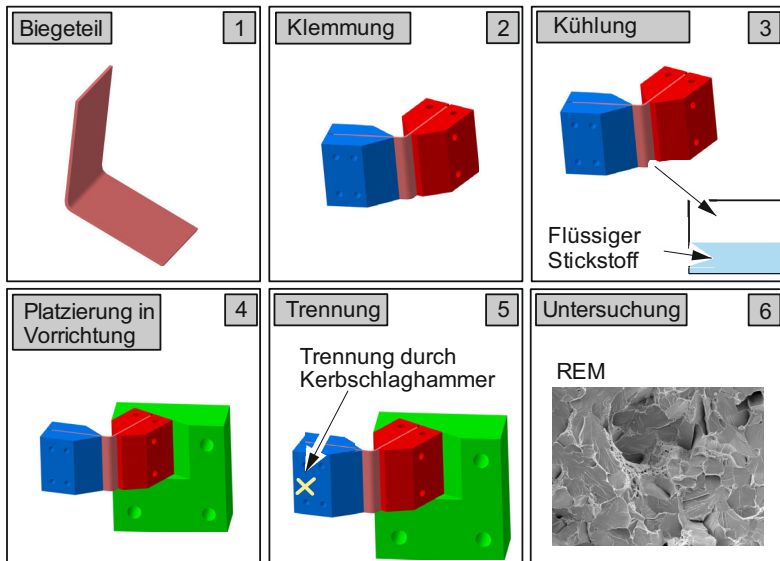 Biegeteil
1
Klemmung
2
Kühlung
3
Flüssiger
Stickstoff
Platzierung in
Vorrichtung
4
Trennung
5
Trennung durch
Kerbschlaghammer
Untersuchung
6
REM